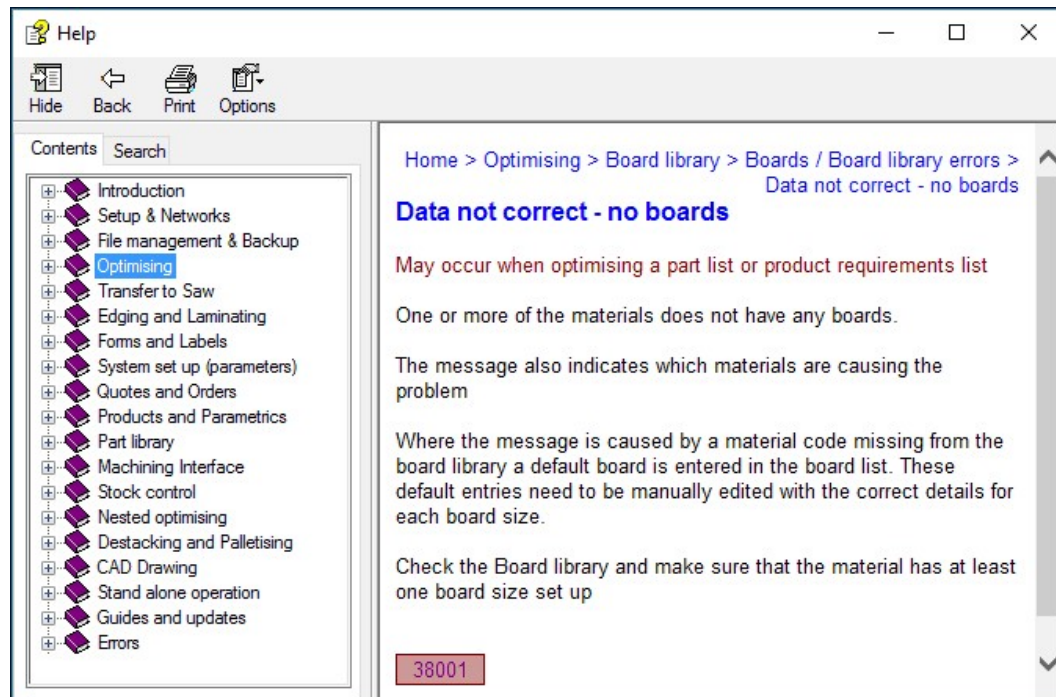 Help
Hide Back Print Options
Contents Search
Introduction
Setup & Networks
File management & Backup
Optimising
Transfer to Saw
Edging and Laminating
Forms and Labels
System set up (parameters)
Quotes and Orders
Products and Parametrics
Part library
Machining Interface
Stock control
Nested optimising
Destacking and Palletising
CAD Drawing
Stand alone operation
Guides and updates
Errors
Home > Optimising > Board library > Boards / Board library errors >
Data not correct - no boards
Data not correct - no boards
May occur when optimising a part list or product requirements list
One or more of the materials does not have any boards.
The message also indicates which materials are causing the
problem
Where the message is caused by a material code missing from the
board library a default board is entered in the board list. These
default entries need to be manually edited with the correct details for
each board size.
Check the Board library and make sure that the material has at least
one board size set up
38001